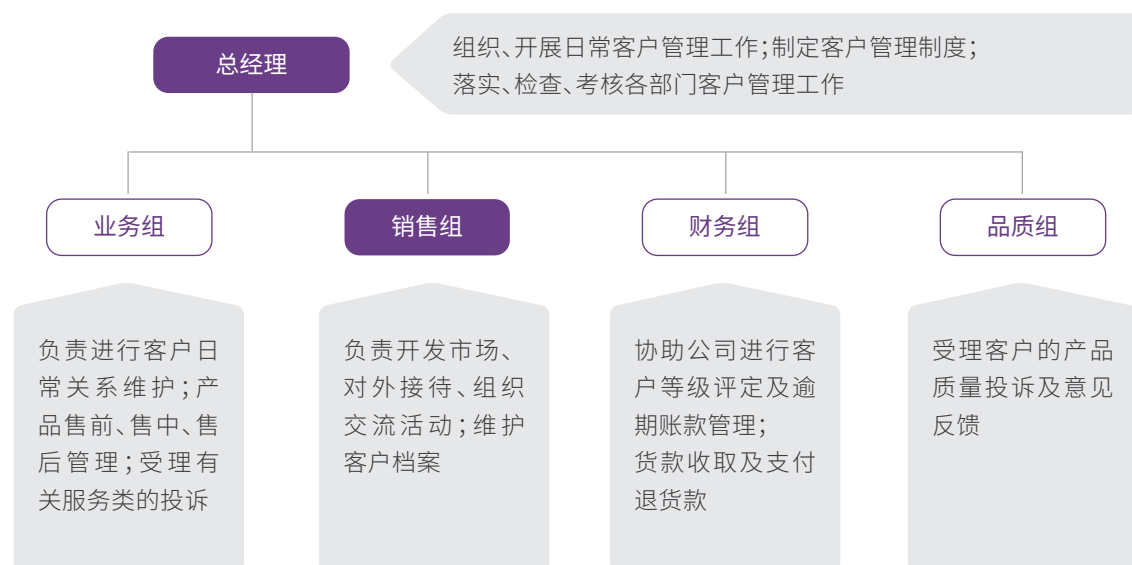 总经理
组织、开展日常客户管理工作；制定客户管理制度；
落实、检查、考核各部门客户管理工作
业务组
销售组
财务组
品质组
负责进行客户日
常关系维护；产
品售前、售中、售
后管理；受理有
关服务类的投诉
负责开发市场、
对外接待、组织
交流活动；维护
客户档案
协助公司进行客
户等级评定及逾
期账款管理；
货款收取及支付
退货款
受理客户的产品
质量投诉及意见
反馈